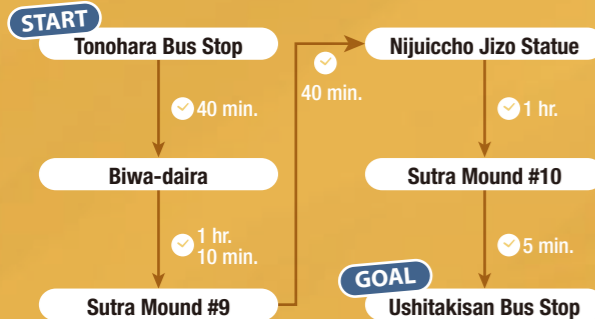 START
Tonohara Bus Stop
40 min.
Biwa-daira
1 hr.
10 min.
Sutra Mound #9
40 min.
Nijuiccho Jizo Statue
1 hr.
Sutra Mound #10
5 min.
GOAL
Ushitakisan Bus Stop